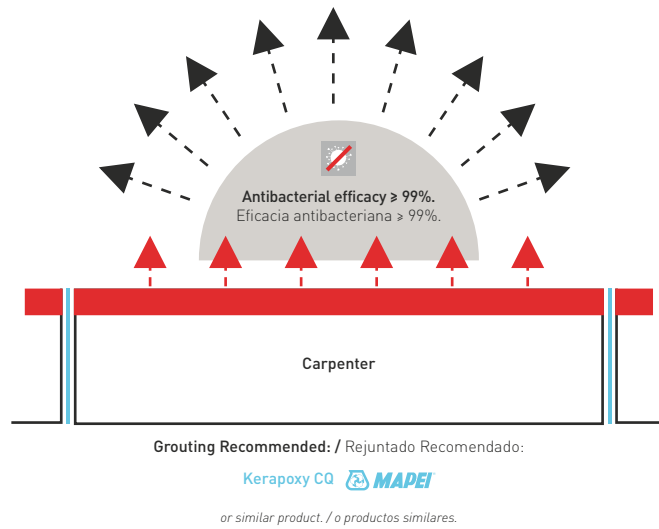 Antibacterial efficacy ≥ 99%.
Eficacia antibacteriana ≥ 99%.
Carpenter
Grouting Recommended: / Rejuntado Recomendado:
Kerapoxy CQ MAPEI
or similar product. / o productos similares.